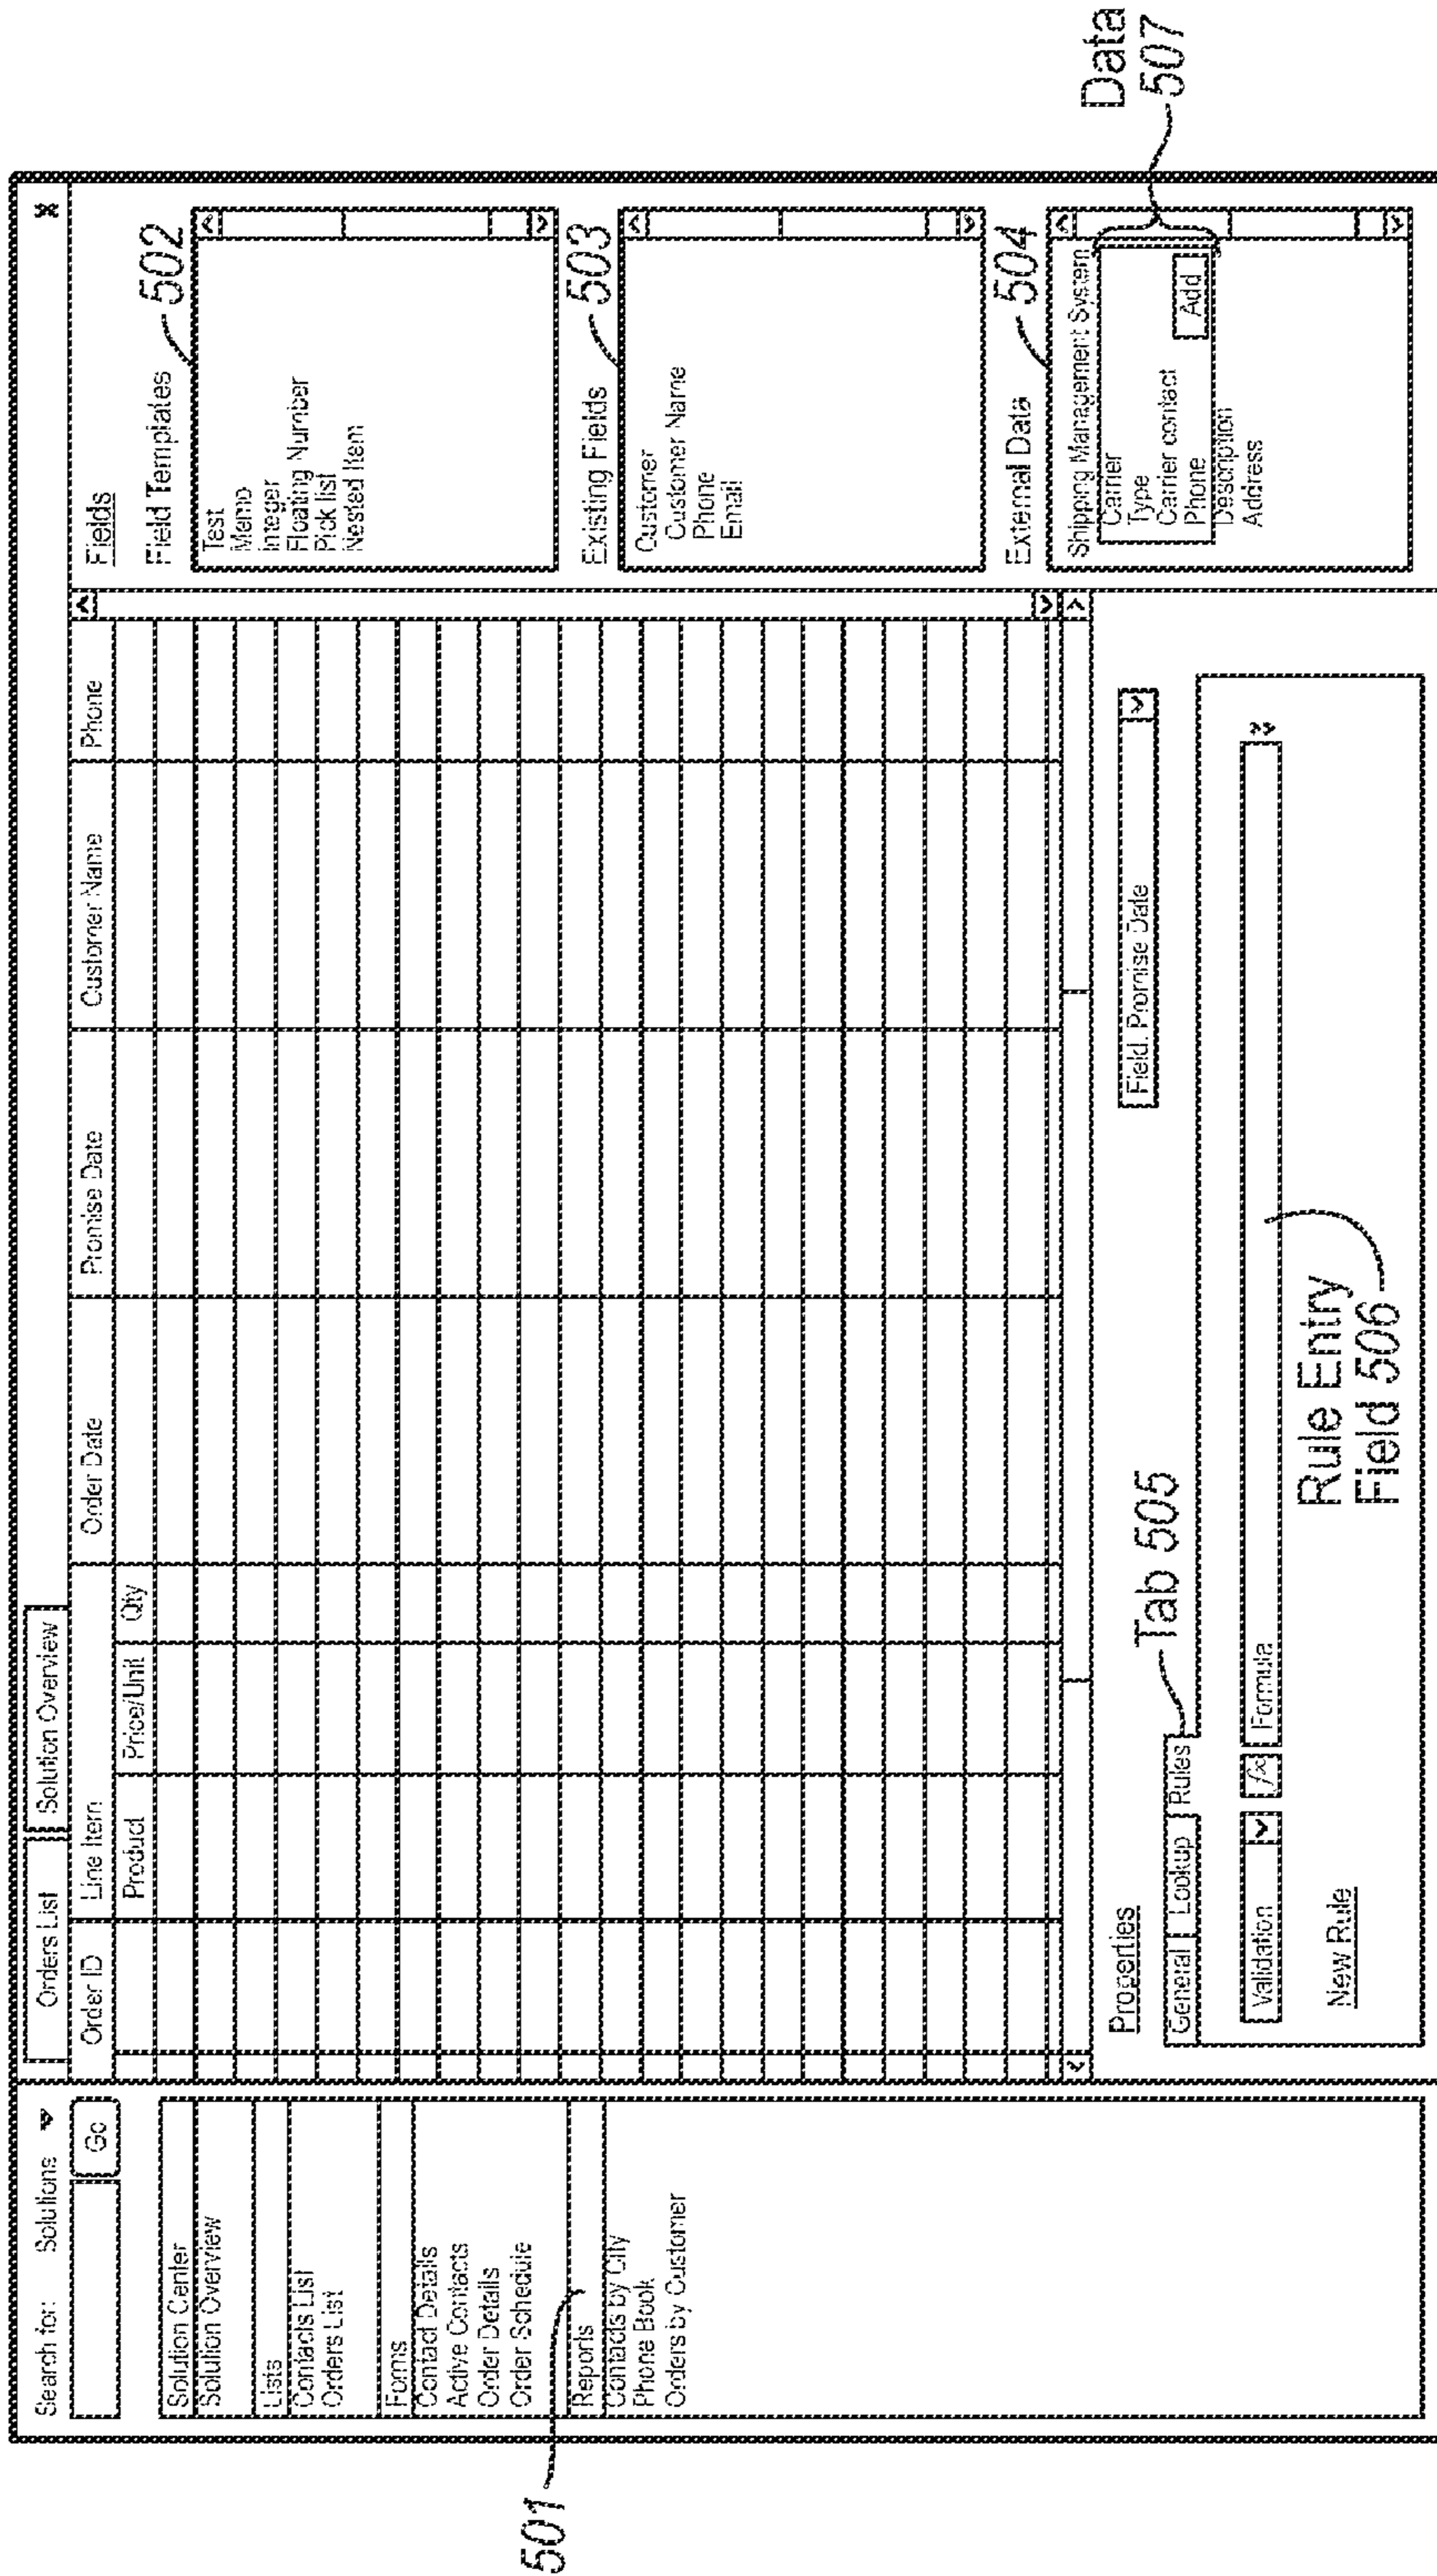 Search for: Solutions
Go
Solution Center
Solution Overview
Lists
Contacts List
Orders List
Forms
Contact Details
Active Contacts
Order Details
Order Schedule
Reports
Contacts by City
Phone Book
Orders by Customer
501
Orders List Solution Overview X
Order ID Line Item Order Date Promise Date Customer Name Phone
Product Price/Unit Qty
Properties
Field. Promise Date
General Lookup Rules
Tab 505
Validation fx Formula
New Rule
Rule Entry
Field 506
Fields
Field Templates 502
Test
Memo
Integer
Floating Number
Pick list
Nested Item
Existing Fields 503
Customer
Customer Name
Phone
Email
External Data 504
Shipping Management System
Carrier
Type
Carrier contact
Phone Add
Description
Address
Data
507